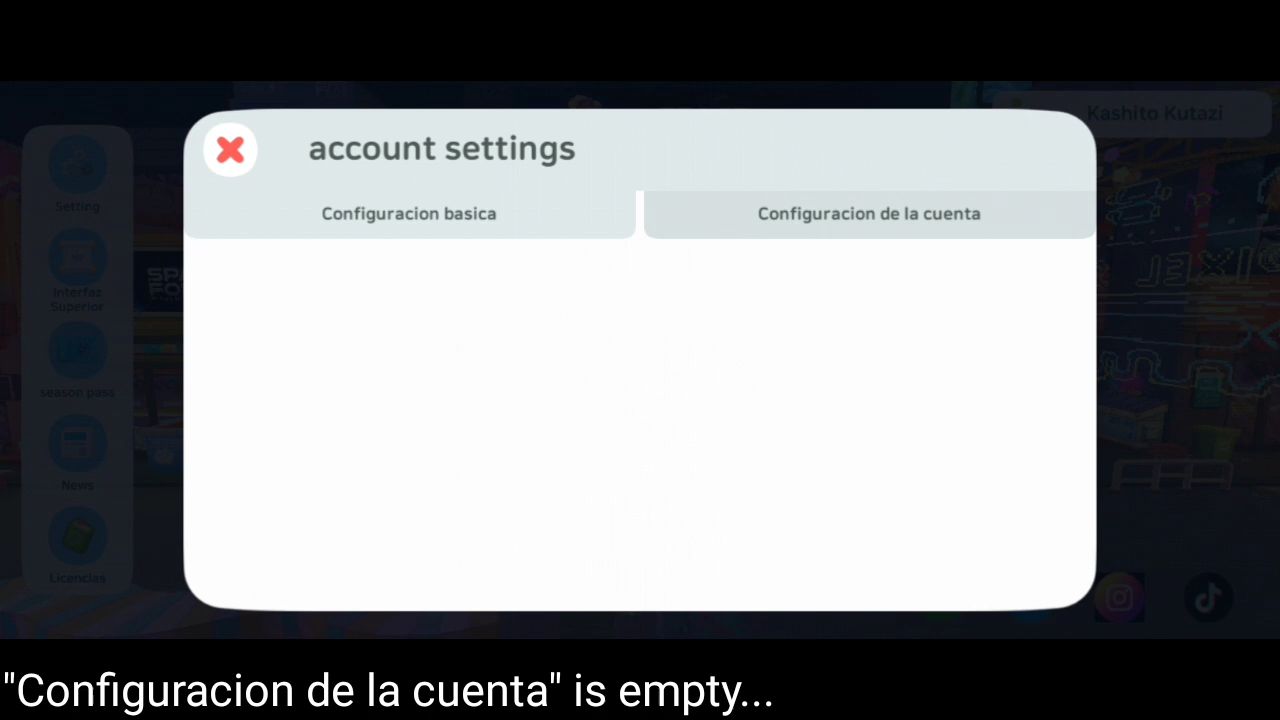 Kashito Kutazi
account settings
Configuracion basica
Configuracion de la cuenta
Setting
Interfaz
Superior
season pass
News
Licencias
"Configuracion de la cuenta" is empty...